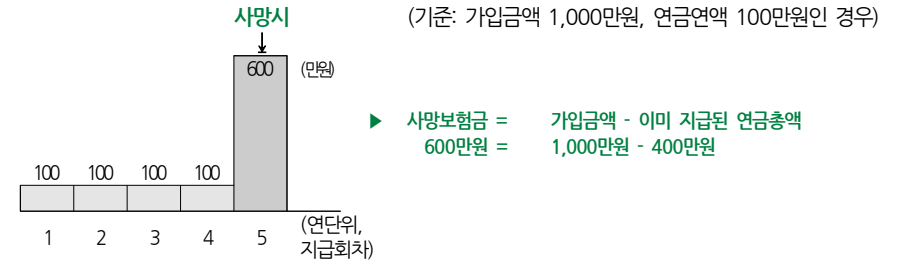 사망시
(기준: 가입금액 1,000만원, 연금연액 100만원인 경우)
600 (만원)
▶ 사망보험금 = 가입금액 - 이미 지급된 연금총액
600만원 = 1,000만원 - 400만원
100 100 100 100
1 2 3 4 5
(연단위,
지급회차)